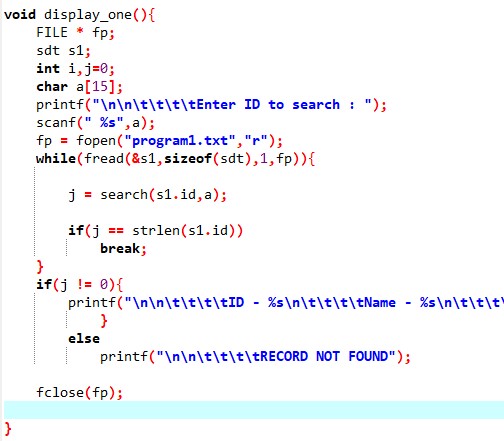 void display_one(){
FILE * fp;
sdt s1;
int i,j=0;
char a[15];
printf("\n\n\t\t\t\tEnter ID to search : ");
scanf(" %s",a);
fp = fopen("program1.txt","r");
while(fread(&s1,sizeof(sdt),1,fp)){
j = search(s1.id,a);
if(j == strlen(s1.id))
break;
}
if(j != 0){
printf("\n\n\t\t\t\tID - %s\n\t\t\t\tName - %s\n\t\t\t\
}
else
printf("\n\n\t\t\t\tRECORD NOT FOUND");
fclose(fp);
}